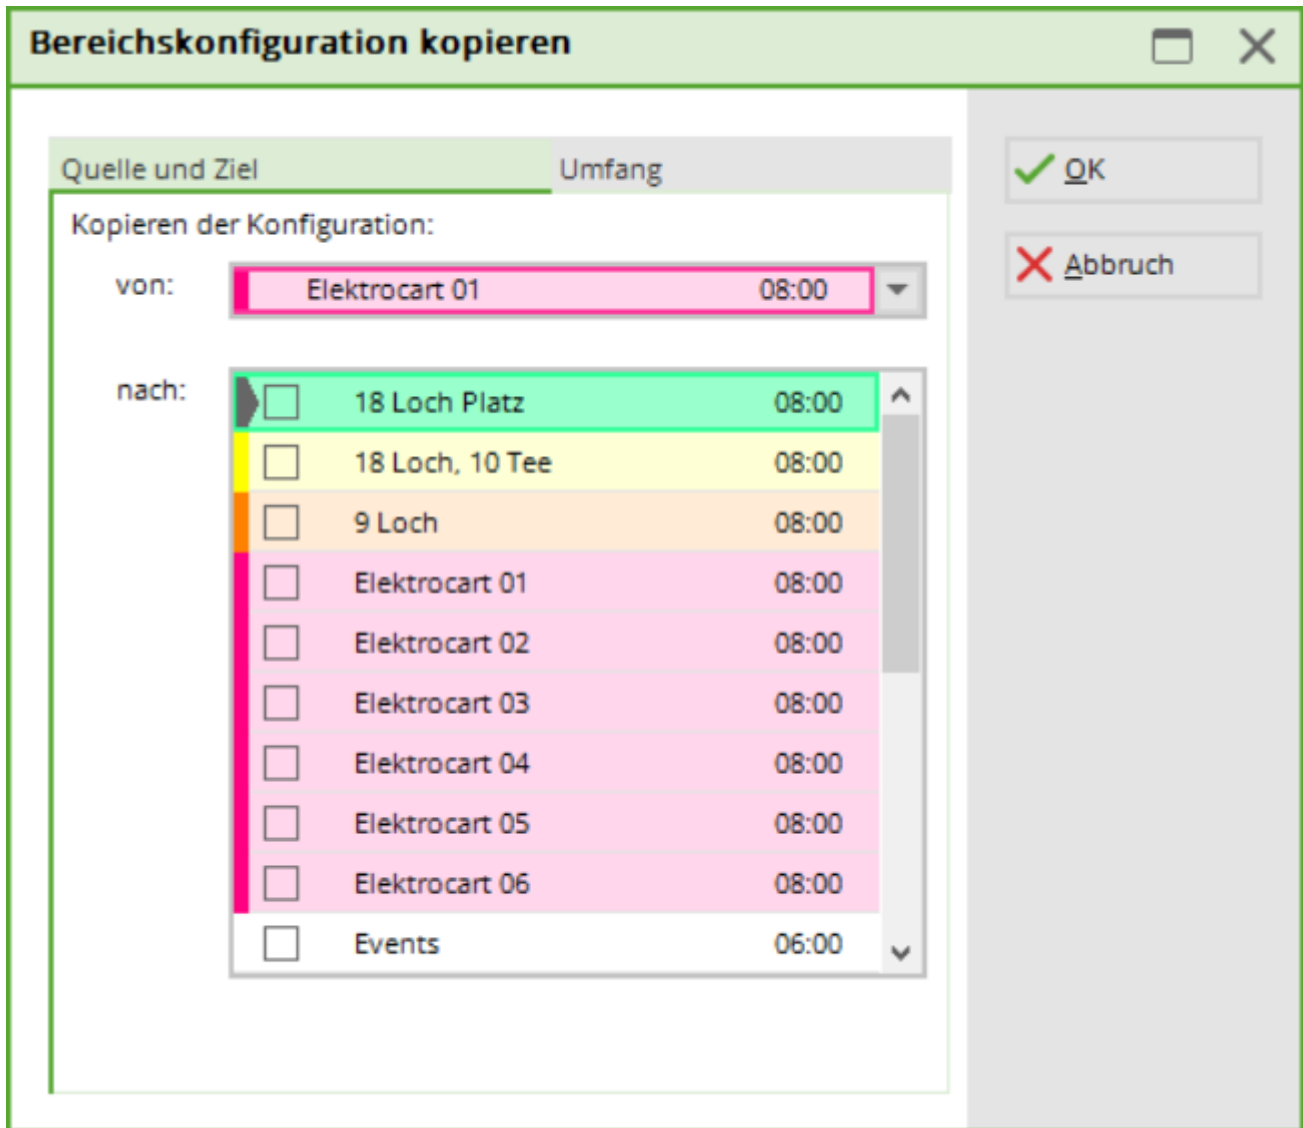 Bereichskonfiguration kopieren
Quelle und Ziel Umfang
OK
Kopieren der Konfiguration:
Abbruch
von: Elektrocart 01 08:00
nach: 18 Loch Platz 08:00
18 Loch, 10 Tee 08:00
9 Loch 08:00
Elektrocart 01 08:00
Elektrocart 02 08:00
Elektrocart 03 08:00
Elektrocart 04 08:00
Elektrocart 05 08:00
Elektrocart 06 08:00
Events 06:00